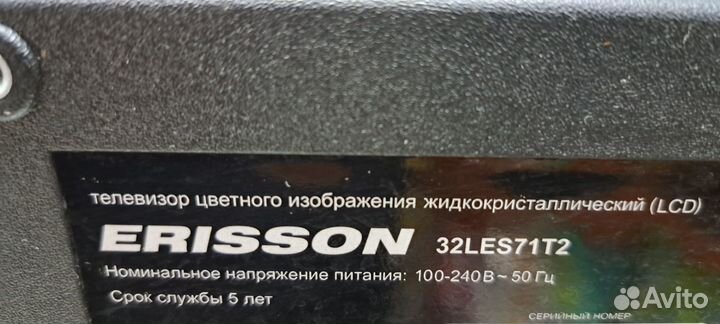 телевизор цветного изображения жидкокристаллический (LCD)
ERISSON 32LES71T2
Номинальное напряжение питания: 100-240В ~ 50 Гц
Срок службы 5 лет
СЕРИЙНЫЙ НОМЕР
Avito